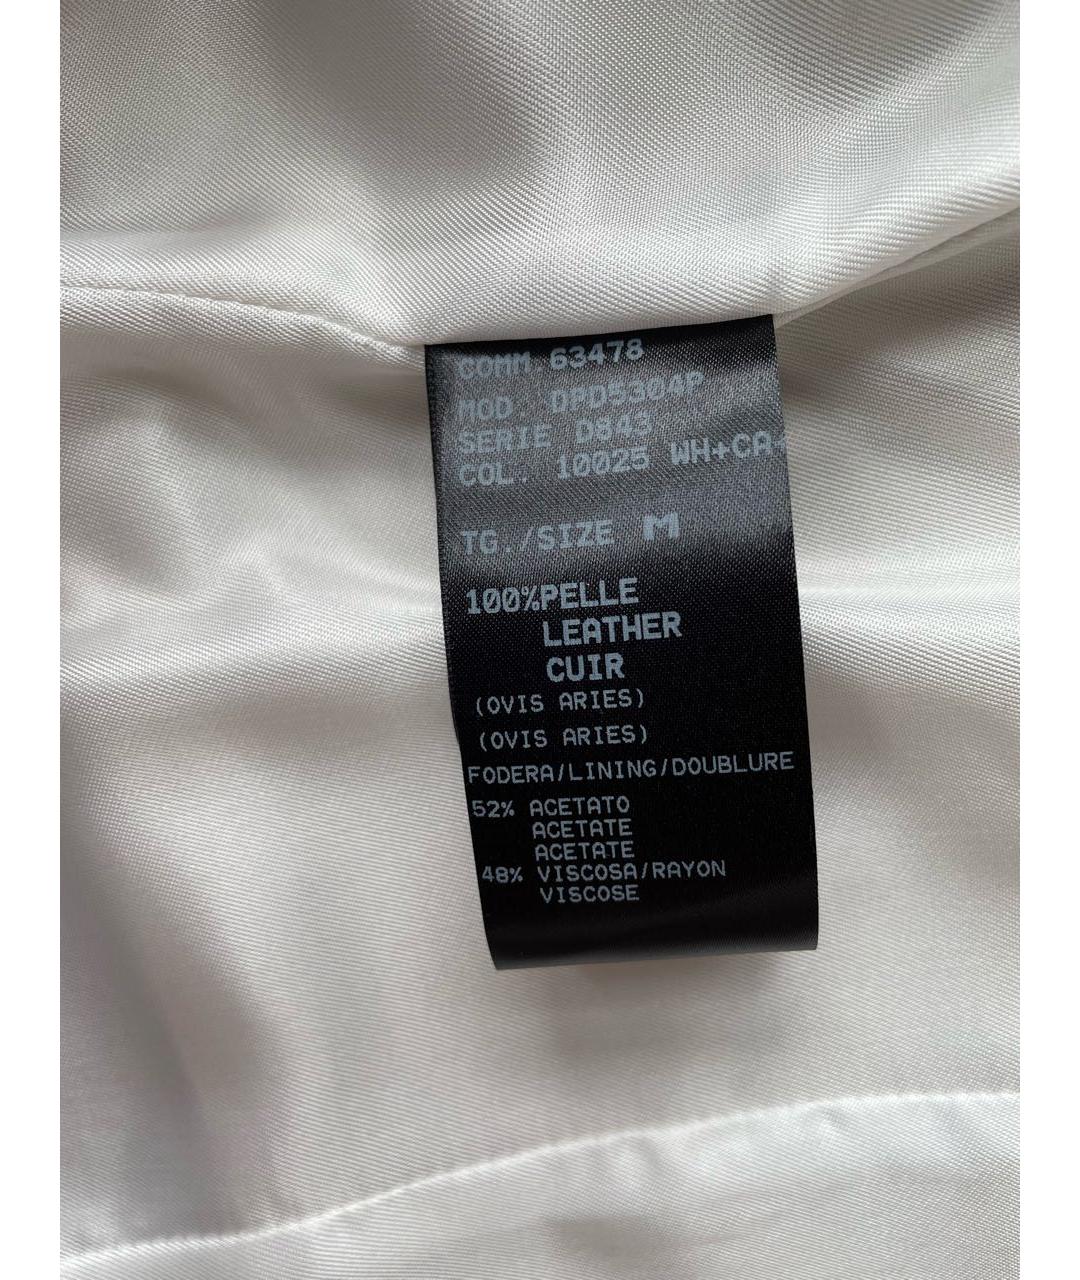 COMM. 63478
MOD. DPD5304P
SERIE D843
COL. 10025 WH+CA+
TG./SIZE M
100%PELLE
LEATHER
CUIR
(OVIS ARIES)
(OVIS ARIES)
FODERA/LINING/DOUBLURE
52% ACETATO
ACETATE
ACETATE
48% VISCOSA/RAYON
VISCOSE